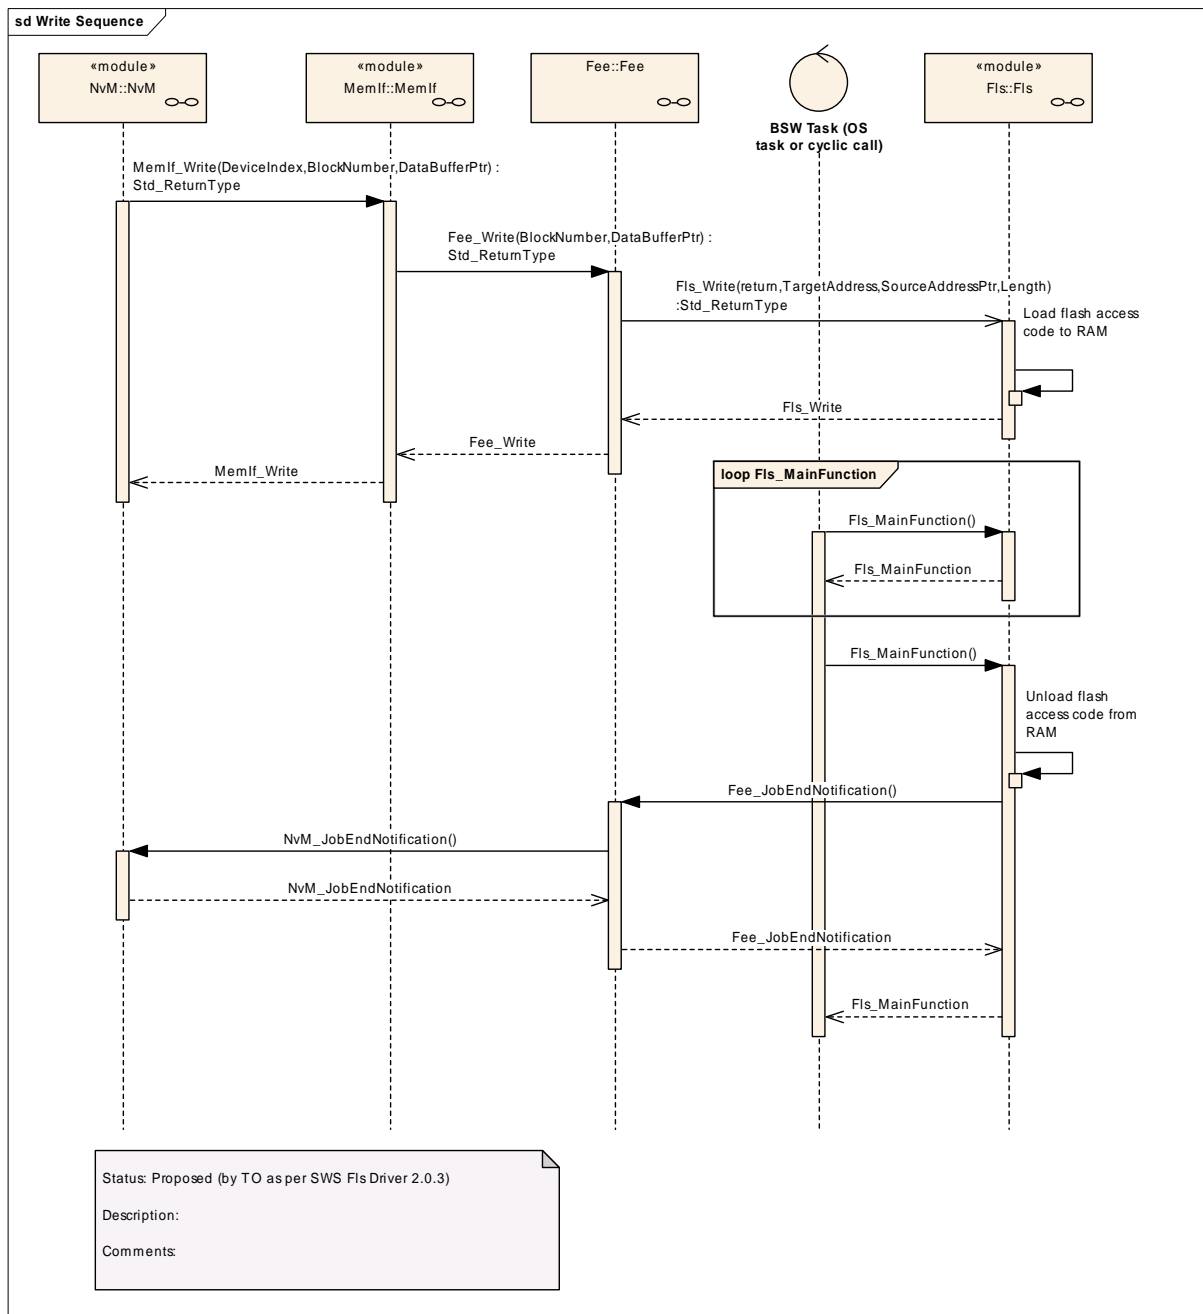 sd Write Sequence
«module»
NvM::NvM
«module»
MemIf::MemIf
Fee::Fee
BSW Task (OS
task or cyclic call)
«module»
Fls::Fls
MemIf_Write(DeviceIndex,BlockNumber,DataBufferPtr) :
Std_ReturnType
Fee_Write(BlockNumber,DataBufferPtr) :
Std_ReturnType
Fls_Write(return,TargetAddress,SourceAddressPtr,Length)
:Std_ReturnType
Load flash access
code to RAM
Fls_Write
Fee_Write
MemIf_Write
loop Fls_MainFunction
Fls_MainFunction()
Fls_MainFunction
Fls_MainFunction()
Unload flash
access code from
RAM
Fee_JobEndNotification()
NvM_JobEndNotification()
NvM_JobEndNotification
Fee_JobEndNotification
Fls_MainFunction
Status: Proposed (by TO as per SWS Fls Driver 2.0.3)
Description:
Comments: